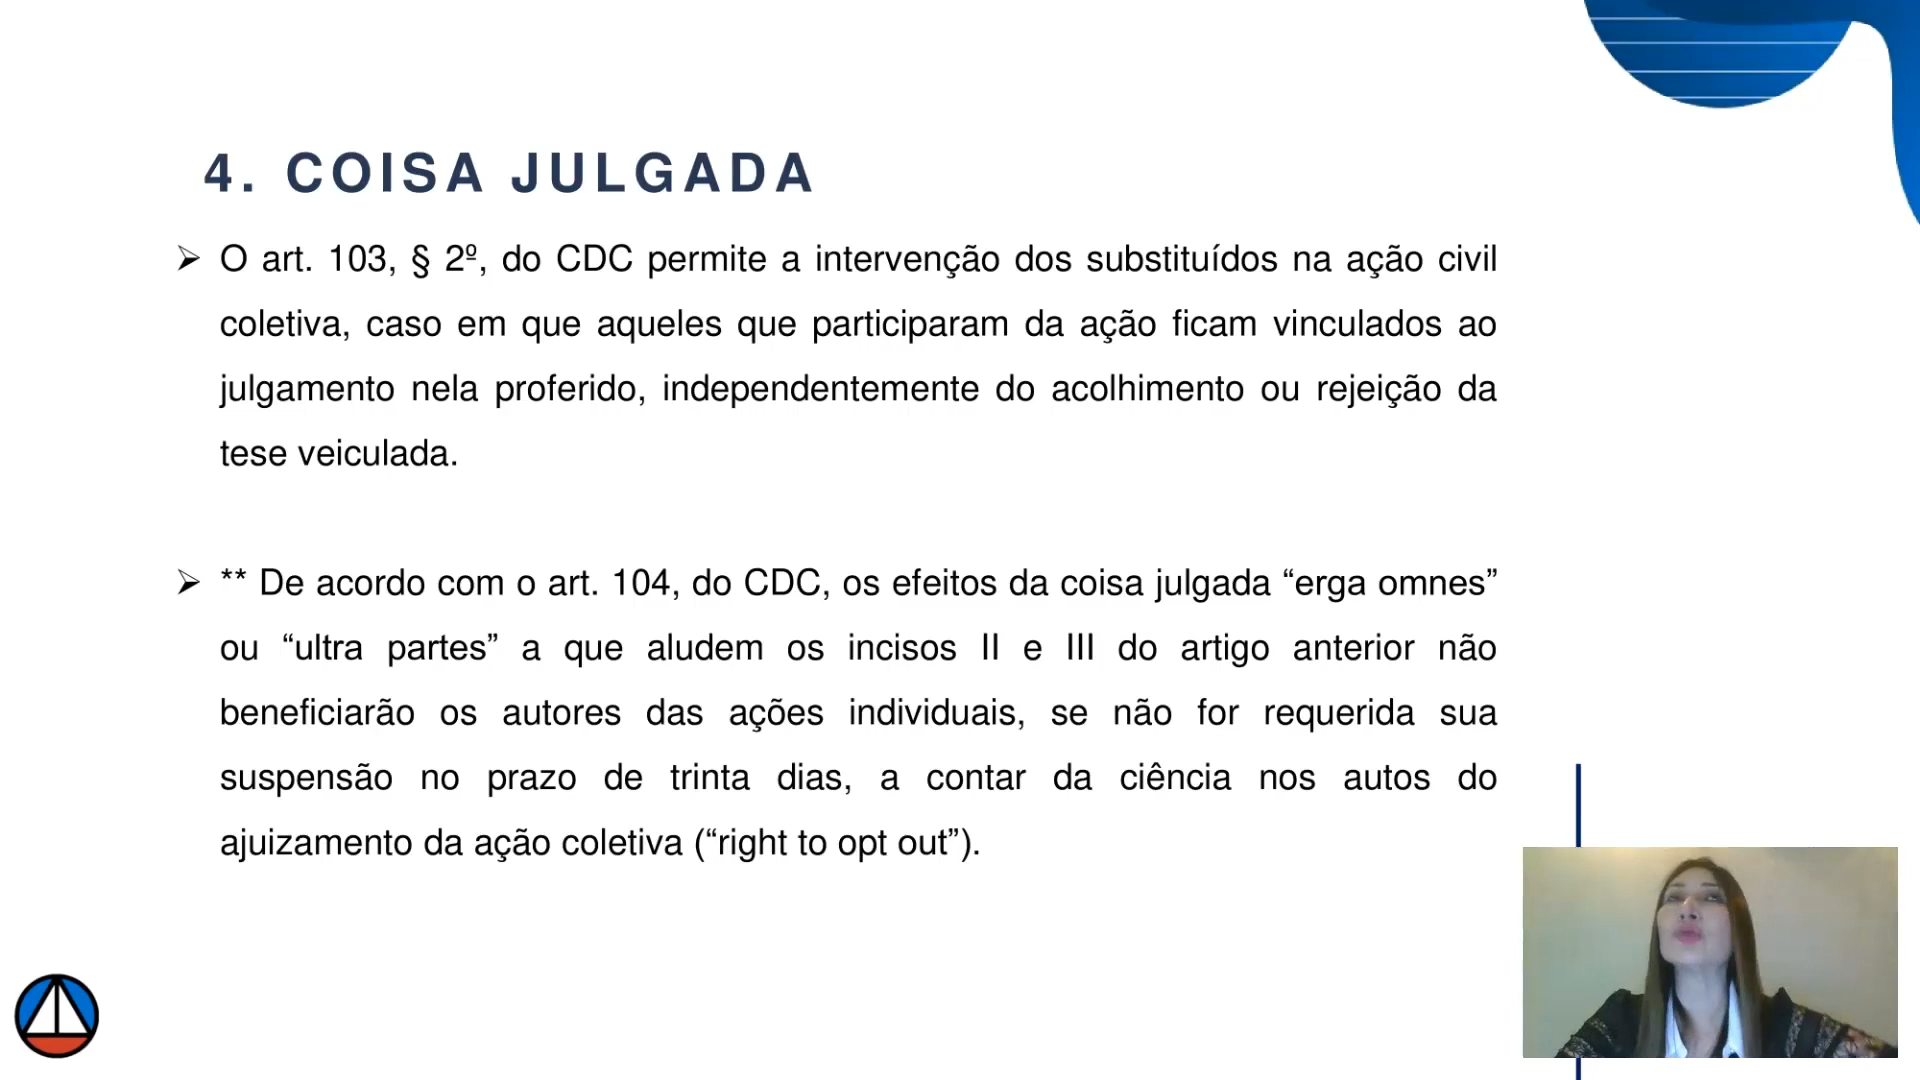 4. COISA JULGADA
➢ O art. 103, § 2º, do CDC permite a intervenção dos substituídos na ação civil
coletiva, caso em que aqueles que participaram da ação ficam vinculados ao
julgamento nela proferido, independentemente do acolhimento ou rejeição da
tese veiculada.
➢ ** De acordo com o art. 104, do CDC, os efeitos da coisa julgada “erga omnes”
ou “ultra partes” a que aludem os incisos II e III do artigo anterior não
beneficiarão os autores das ações individuais, se não for requerida sua
suspensão no prazo de trinta dias, a contar da ciência nos autos do
ajuizamento da ação coletiva (“right to opt out”).